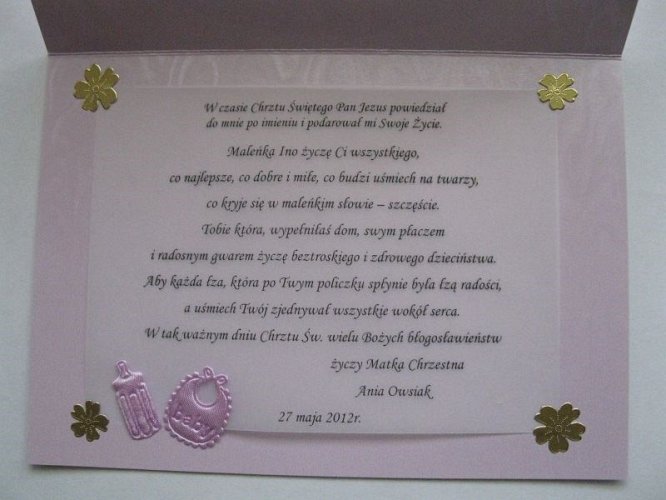 W czasie Chrztu Świętego Pan Jezus powiedział
do mnie po imieniu i podarował mi Swoje Życie.
Maleńka Ino życzę Ci wszystkiego,
co najlepsze, co dobre i miłe, co budzi uśmiech na twarzy,
co kryje się w maleńkim słowie – szczęście.
Tobie która, wypełniłaś dom, swym płaczem
i radosnym gwarem życzę beztroskiego i zdrowego dzieciństwa.
Aby każda łza, która po Twym policzku spłynie była łzą radości,
a uśmiech Twój zjednywał wszystkie wokół serca.
W tak ważnym dniu Chrztu Św. wielu Bożych błogosławieństw
życzy Matka Chrzestna
Ania Owsiak
27 maja 2012r.
baby